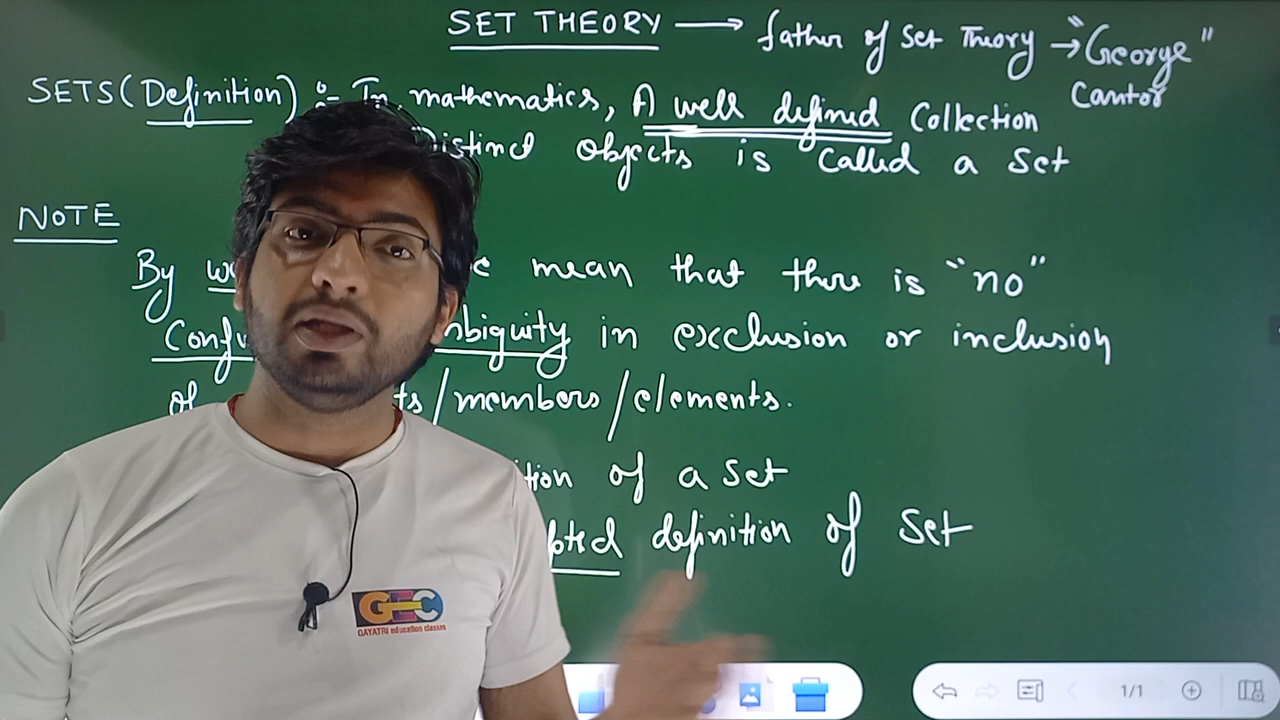 SET THEORY → father of Set Theory → "George"
Cantor
SETS (Definition) :- In mathematics, A well defined Collection
Distinct objects is called a Set
NOTE
By mean that there is "no"
in exclusion or inclusion
of /members/elements.
of a Set
definition of Set
GEC
GAYATRI education classes
1/1